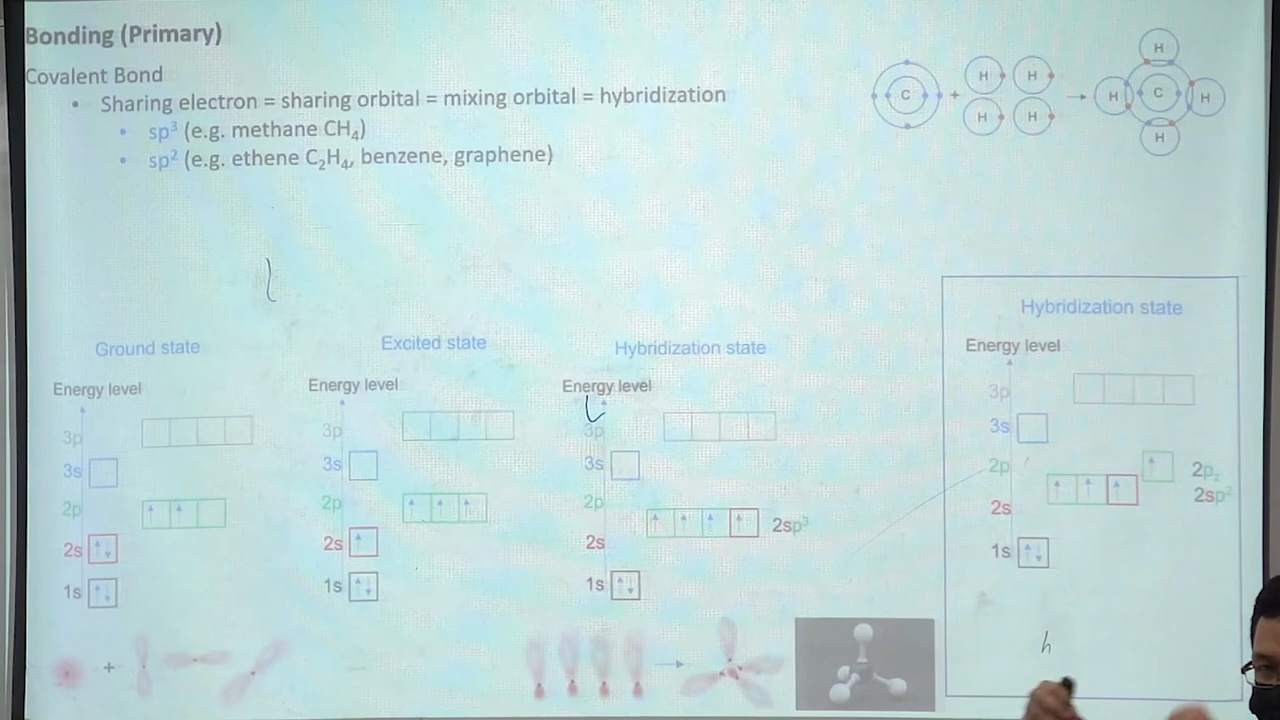 Bonding (Primary)
Covalent Bond
• Sharing electron = sharing orbital = mixing orbital = hybridization
• sp³ (e.g. methane CH₄)
• sp² (e.g. ethene C₂H₄, benzene, graphene)
C + H H H H → H H C H H
Ground state
Energy level
3p
3s
2p
2s
1s
+
Excited state
Energy level
3p
3s
2p
2s
1s
Hybridization state
Energy level
3p
3s
2p
2sp³
2s
1s
Hybridization state
Energy level
3p
3s
2p
2p_z
2sp²
2s
1s
h